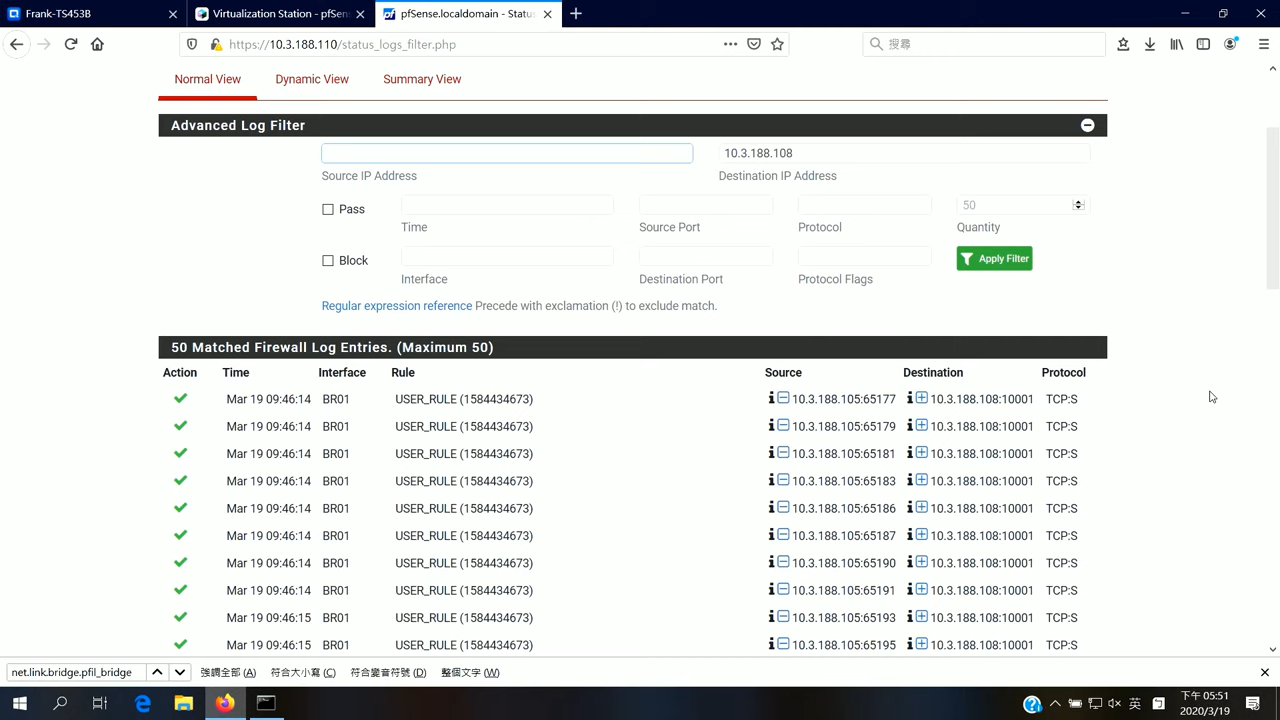 Frank-TS453B
Virtualization Station - pfSens
pfSense.localdomain - Status
https://10.3.188.110/status_logs_filter.php
搜尋
Normal View Dynamic View Summary View
Advanced Log Filter
10.3.188.108
Source IP Address Destination IP Address
Pass 50
Time Source Port Protocol Quantity
Block Apply Filter
Interface Destination Port Protocol Flags
Regular expression reference Precede with exclamation (!) to exclude match.
50 Matched Firewall Log Entries. (Maximum 50)
Action Time Interface Rule Source Destination Protocol
Mar 19 09:46:14 BR01 USER_RULE (1584434673) 10.3.188.105:65177 10.3.188.108:10001 TCP:S
Mar 19 09:46:14 BR01 USER_RULE (1584434673) 10.3.188.105:65179 10.3.188.108:10001 TCP:S
Mar 19 09:46:14 BR01 USER_RULE (1584434673) 10.3.188.105:65181 10.3.188.108:10001 TCP:S
Mar 19 09:46:14 BR01 USER_RULE (1584434673) 10.3.188.105:65183 10.3.188.108:10001 TCP:S
Mar 19 09:46:14 BR01 USER_RULE (1584434673) 10.3.188.105:65186 10.3.188.108:10001 TCP:S
Mar 19 09:46:14 BR01 USER_RULE (1584434673) 10.3.188.105:65187 10.3.188.108:10001 TCP:S
Mar 19 09:46:14 BR01 USER_RULE (1584434673) 10.3.188.105:65190 10.3.188.108:10001 TCP:S
Mar 19 09:46:14 BR01 USER_RULE (1584434673) 10.3.188.105:65191 10.3.188.108:10001 TCP:S
Mar 19 09:46:15 BR01 USER_RULE (1584434673) 10.3.188.105:65193 10.3.188.108:10001 TCP:S
Mar 19 09:46:15 BR01 USER_RULE (1584434673) 10.3.188.105:65195 10.3.188.108:10001 TCP:S
net.link.bridge.pfil_bridge 強調全部 (A) 符合大小寫 (C) 符合變音符號 (D) 整個文字 (W)
英 下午 05:51
2020/3/19